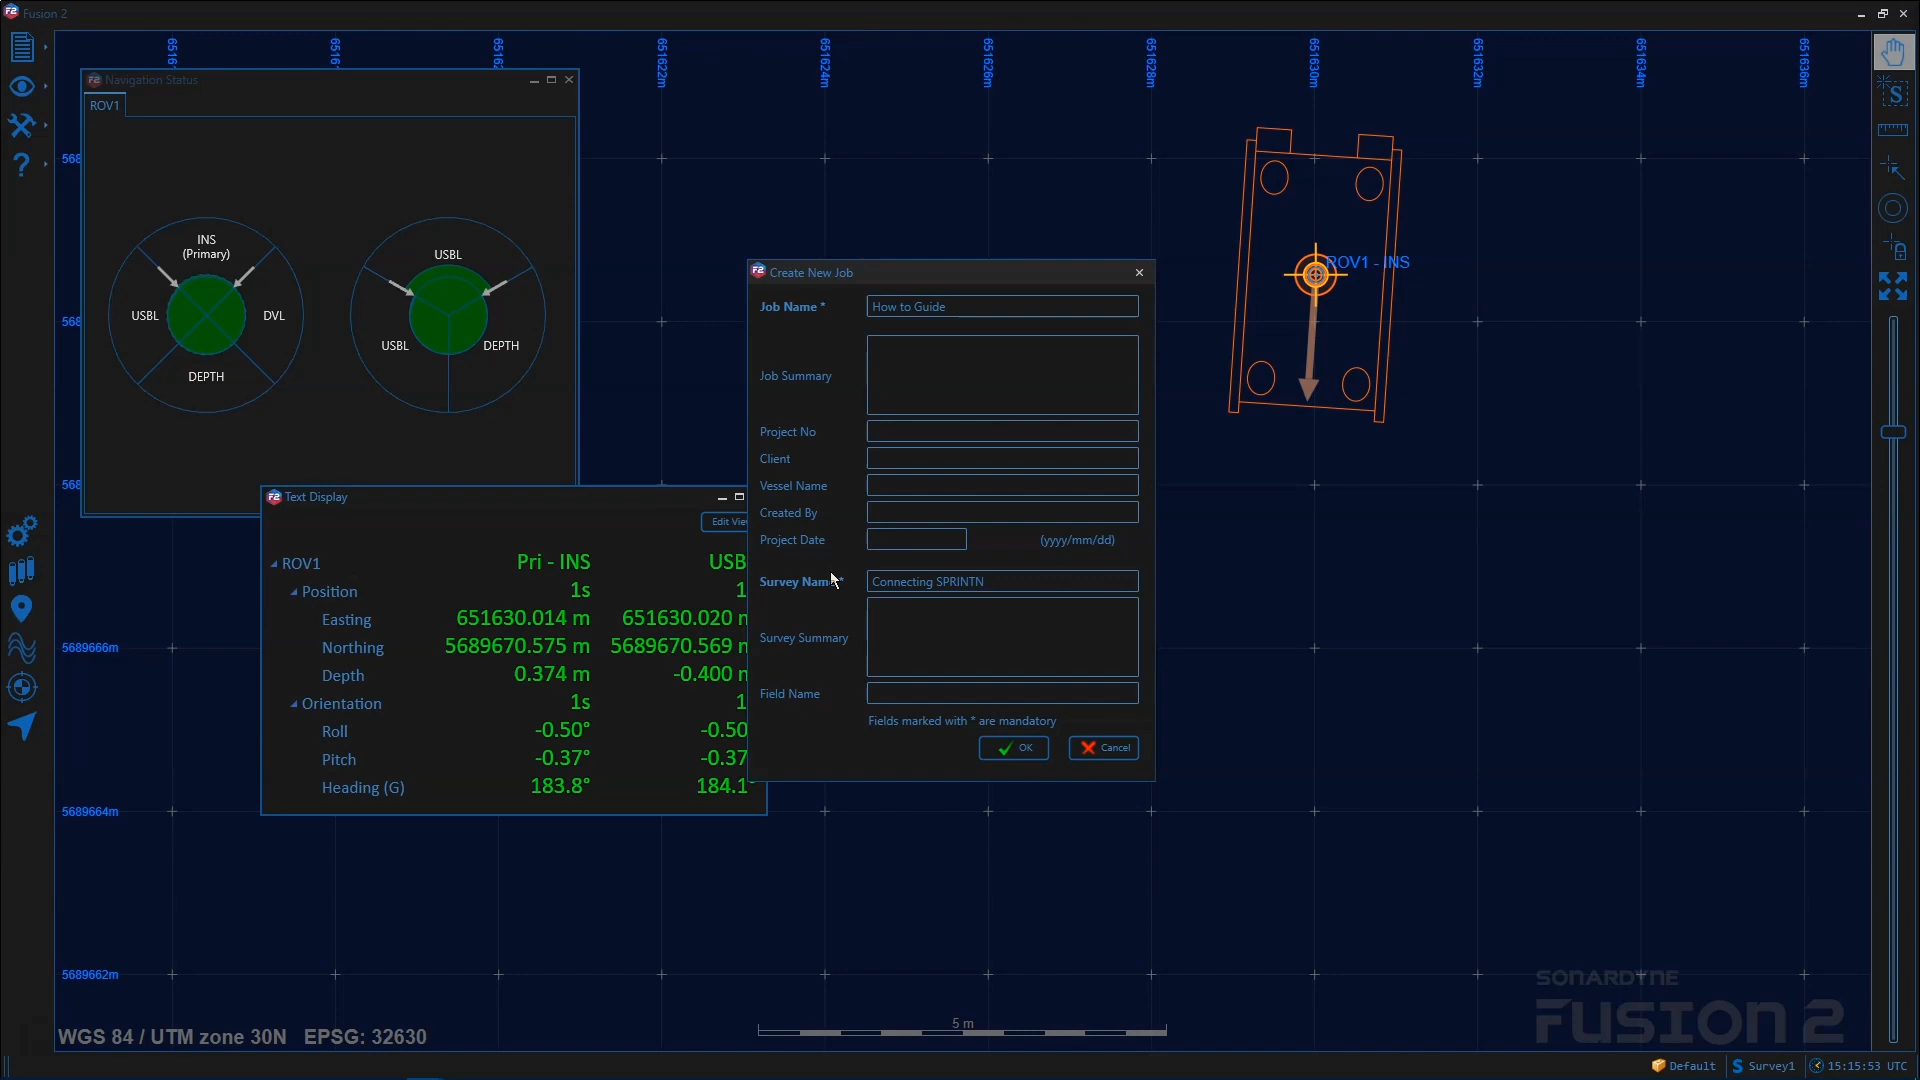 Fusion 2
651622m
651624m
651626m
651628m
651630m
651632m
651634m
651636m
Navigation Status
ROV1
INS
(Primary)
USBL
DVL
DEPTH
USBL
USBL
DEPTH
ROV1 - INS
Create New Job
Job Name *
How to Guide
Job Summary
Project No
Client
Vessel Name
Created By
Project Date
(yyyy/mm/dd)
Survey Name *
Connecting SPRINTN
Survey Summary
Field Name
Fields marked with * are mandatory
OK
Cancel
Text Display
Edit
ROV1
Pri - INS
Position
1s
Easting
651630.014 m
651630.020
Northing
5689670.575 m
5689670.569
Depth
0.374 m
-0.400
Orientation
1s
Roll
-0.50°
-0.50
Pitch
-0.37°
-0.37
Heading (G)
183.8°
184.1°
5689666m
5689664m
5689662m
5 m
WGS 84 / UTM zone 30N EPSG: 32630
SONARDYNE
FUSION 2
S
Default
Survey1
15:15:53 UTC